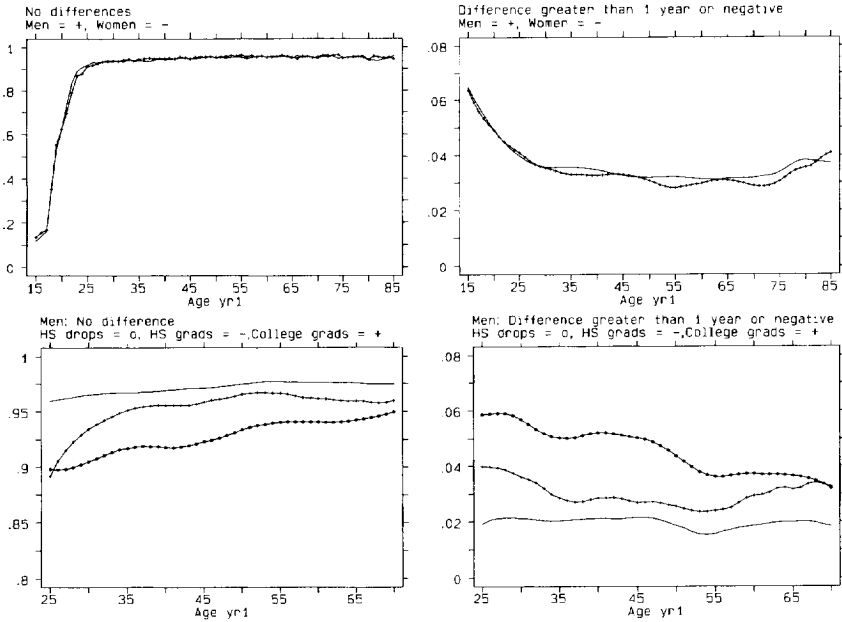 No differences
Men = +, Women = -
1
.8
.6
.4
.2
0
15 25 35 45 55 65 75 85
Age yr1
Difference greater than 1 year or negative
Men = +, Women = -
.08
.06
.04
.02
0
15 25 35 45 55 65 75 85
Age yr1
Men: No difference
HS drops = o, HS grads = -,College grads = +
1
.95
.9
.85
.8
25 35 45 55 65
Age yr1
Men: Difference greater than 1 year or negative
HS drops = o, HS grads = -,College grads = +
.08
.06
.04
.02
0
25 35 45 55 65
Age yr1